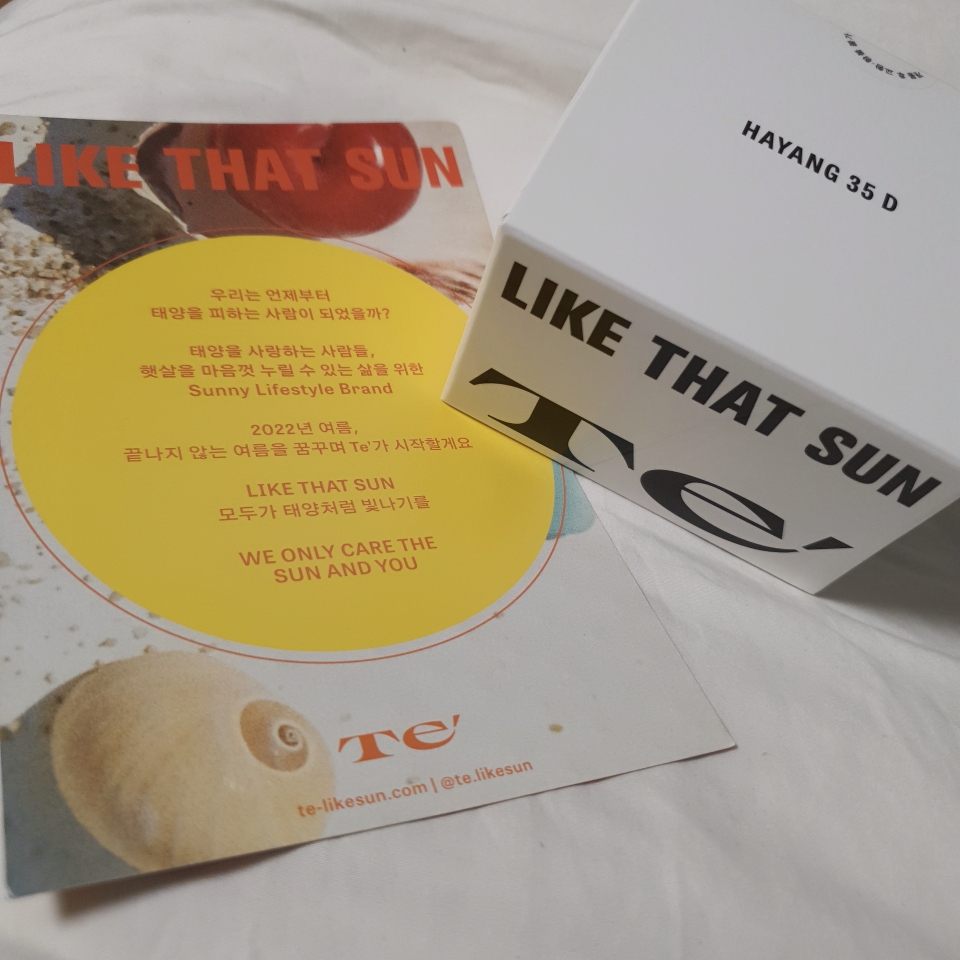 LIKE THAT SUN
우리는 언제부터
태양을 피하는 사람이 되었을까?
태양을 사랑하는 사람들,
햇살을 마음껏 누릴 수 있는 삶을 위한
Sunny Lifestyle Brand
2022년 여름,
끝나지 않는 여름을 꿈꾸며 Te'가 시작할게요
LIKE THAT SUN
모두가 태양처럼 빛나기를
WE ONLY CARE THE
SUN AND YOU
Te'
te-likesun.com | @te.likesun
HAYANG 35 D
LIKE THAT SUN
Te'